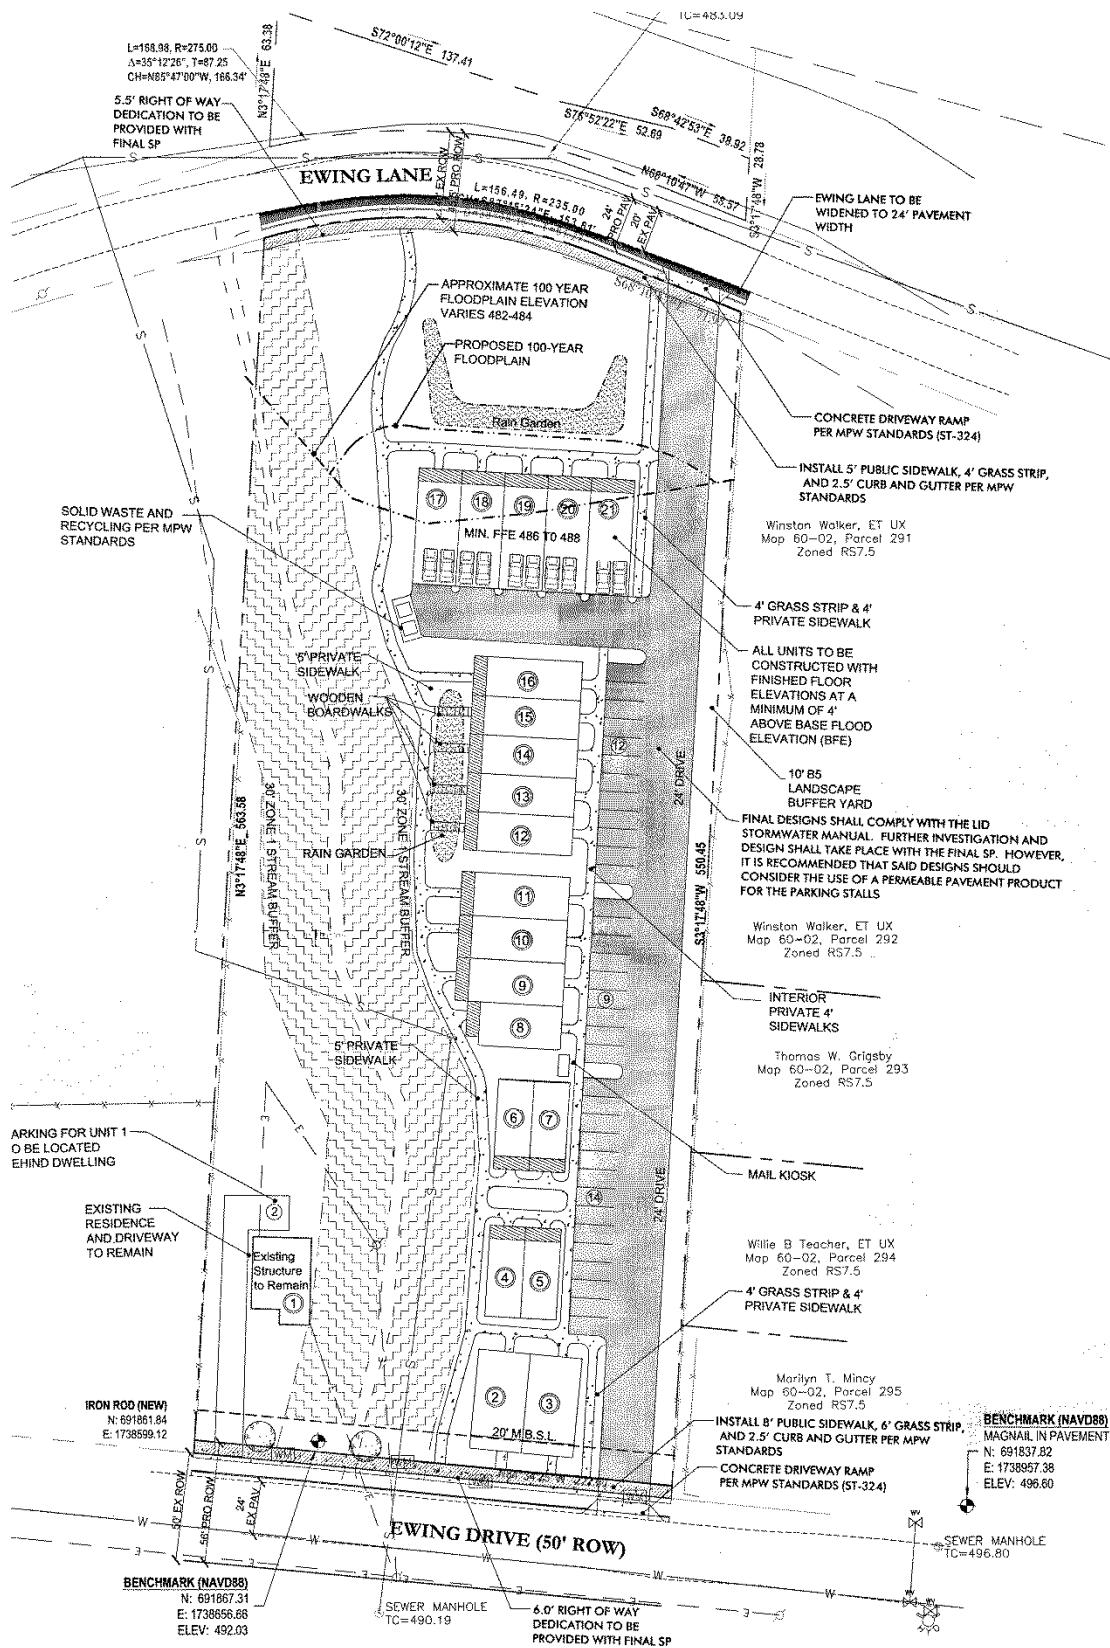 TC=483.09
L=158.98, R=275.00
Δ=35°12'26", T=87.25
CH=N85°47'00"W, 166.34'
N3°17'48"E 63.38
S72°00'12"E 137.41
5.5' RIGHT OF WAY
DEDICATION TO BE
PROVIDED WITH
FINAL SP
S75°52'22"E 52.69
S68°42'53"E 38.92
N66°10'47"W 55.57
S3°17'48"W 28.78
EWING LANE
EX ROW
PRO ROW
L=156.49, R=235.00
24'
PRO PAV
20'
EX PAV
EWING LANE TO BE
WIDENED TO 24' PAVEMENT
WIDTH
APPROXIMATE 100 YEAR
FLOODPLAIN ELEVATION
VARIES 482-484
PROPOSED 100-YEAR
FLOODPLAIN
Rain Garden
CONCRETE DRIVEWAY RAMP
PER MPW STANDARDS (ST-324)
INSTALL 5' PUBLIC SIDEWALK, 4' GRASS STRIP,
AND 2.5' CURB AND GUTTER PER MPW
STANDARDS
SOLID WASTE AND
RECYCLING PER MPW
STANDARDS
17 18 19 20 21
MIN. FFE 486 TO 488
Winston Walker, ET UX
Map 60-02, Parcel 291
Zoned RS7.5
4' GRASS STRIP & 4'
PRIVATE SIDEWALK
ALL UNITS TO BE
CONSTRUCTED WITH
FINISHED FLOOR
ELEVATIONS AT A
MINIMUM OF 4'
ABOVE BASE FLOOD
ELEVATION (BFE)
5' PRIVATE
SIDEWALK
WOODEN
BOARDWALKS
16
15
14
13
12
12
24' DRIVE
10' B5
LANDSCAPE
BUFFER YARD
RAIN GARDEN
N3°17'48"E 563.58
30' ZONE 1 STREAM BUFFER
30' ZONE 1 STREAM BUFFER
FINAL DESIGNS SHALL COMPLY WITH THE LID
STORMWATER MANUAL. FURTHER INVESTIGATION AND
DESIGN SHALL TAKE PLACE WITH THE FINAL SP. HOWEVER,
IT IS RECOMMENDED THAT SAID DESIGNS SHOULD
CONSIDER THE USE OF A PERMEABLE PAVEMENT PRODUCT
FOR THE PARKING STALLS
S3°17'48"W 550.45
11
10
9
8
9
Winston Walker, ET UX
Map 60-02, Parcel 292
Zoned RS7.5
INTERIOR
PRIVATE 4'
SIDEWALKS
5' PRIVATE
SIDEWALK
Thomas W. Grigsby
Map 60-02, Parcel 293
Zoned RS7.5
6 7
ARKING FOR UNIT 1
O BE LOCATED
EHIND DWELLING
MAIL KIOSK
14
24' DRIVE
2
EXISTING
RESIDENCE
AND DRIVEWAY
TO REMAIN
Existing
Structure
to Remain
1
4 5
Willie B Teacher, ET UX
Map 60-02, Parcel 294
Zoned RS7.5
4' GRASS STRIP & 4'
PRIVATE SIDEWALK
2 3
20' M.B.S.L.
Marilyn T. Mincy
Map 60-02, Parcel 295
Zoned RS7.5
IRON ROD (NEW)
N: 691861.84
E: 1738599.12
INSTALL 8' PUBLIC SIDEWALK, 6' GRASS STRIP,
AND 2.5' CURB AND GUTTER PER MPW
STANDARDS
CONCRETE DRIVEWAY RAMP
PER MPW STANDARDS (ST-324)
BENCHMARK (NAVD88)
MAGNAIL IN PAVEMENT
N: 691837.82
E: 1738957.38
ELEV: 496.60
50' EX ROW
56' PRO ROW
24'
EX PAV
EWING DRIVE (50' ROW)
SEWER MANHOLE
TC=496.80
BENCHMARK (NAVD88)
N: 691867.31
E: 1738656.66
ELEV: 492.03
SEWER MANHOLE
TC=490.19
6.0' RIGHT OF WAY
DEDICATION TO BE
PROVIDED WITH FINAL SP